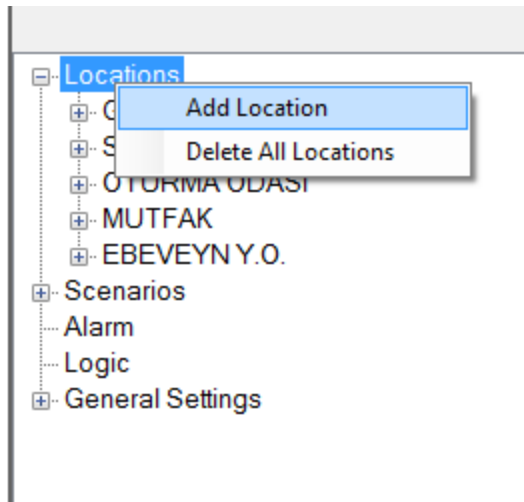 Locations
Add Location
Delete All Locations
OTURMA ODASI
MUTFAK
EBEVEYN Y.O.
Scenarios
Alarm
Logic
General Settings